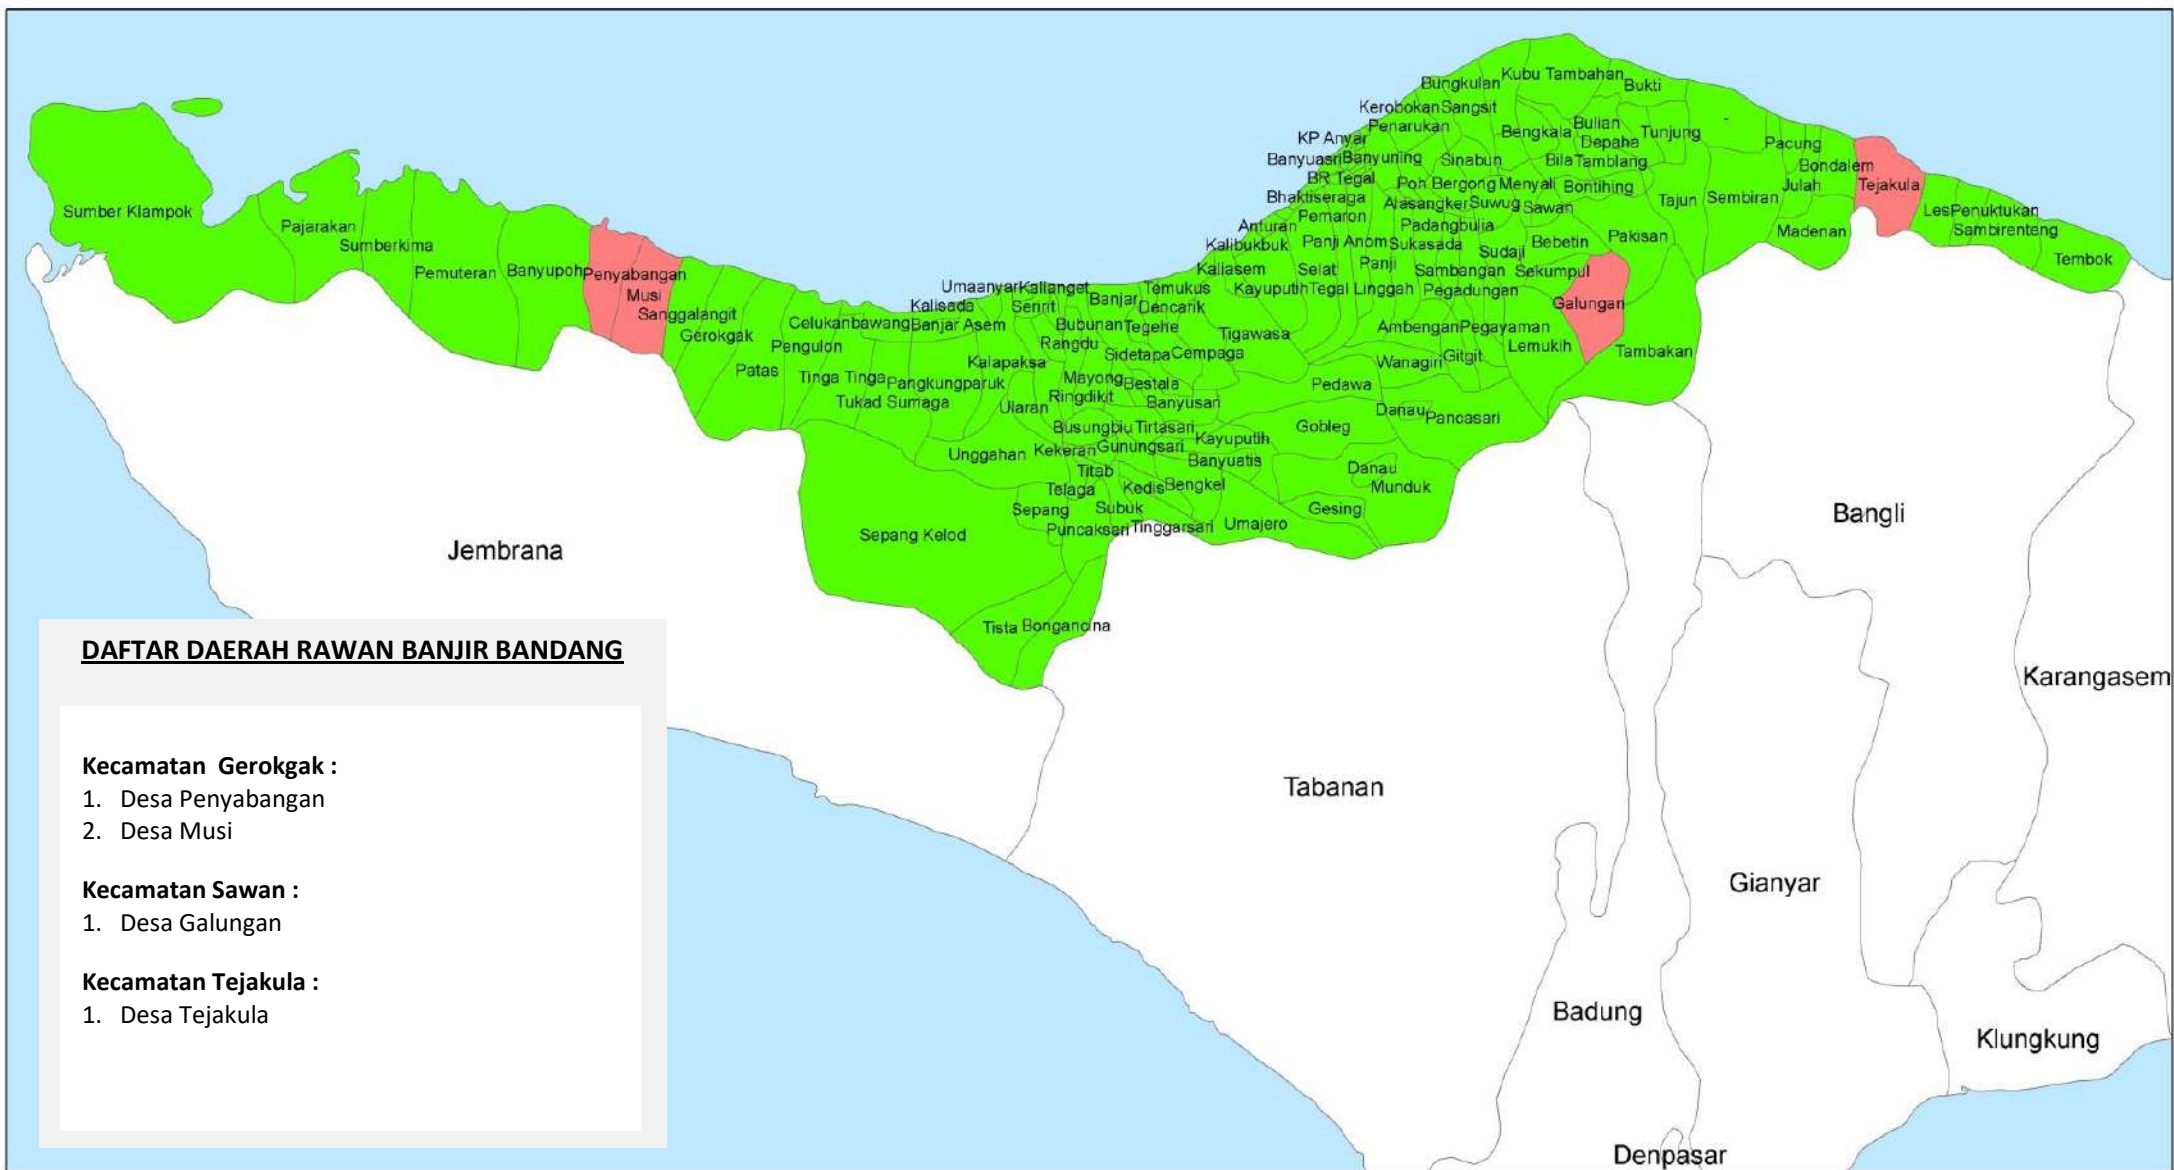 Kubu Tambahan
Bungkulan
Bukti
Kerobokan
Sangsit
Penarukan
Bulian
KP Anyar
Bengkala
Depaha
Tunjung
Pacung
Banyuasri
Banyuning
Sinabun
Bila
Tamblang
Bondalem
BR Tegal
Poh Bergong
Menyali
Bontihing
Julah
Tejakula
Bhaktiseraga
Alasangker
Suwug
Sawan
Tajun
Sembiran
Sumber Klampok
Pemaron
Les
Penuktukan
Pajarakan
Anturan
Padangbulia
Sambirenteng
Sumberkima
Kalibukbuk
Panji Anom
Sukasada
Sudaji
Bebetin
Pakisan
Madenan
Pemuteran
Banyupoh
Penyabangan
Kaliasem
Selat
Panji
Sambangan
Sekumpul
Tembok
Musi
Umaanyar
Kalianget
Temukus
Kayuputih
Tegal Linggah
Pegadungan
Galungan
Sanggalangit
Kalisada
Seririt
Banjar
Dencarik
Gerokgak
Celukanbawang
Banjar Asem
Bubunan
Tegehe
Tigawasa
Ambengan
Pegayaman
Pengulon
Rangdu
Sidetapa
Cempaga
Lemukih
Tambakan
Patas
Kalapaksa
Wanagiri
Gitgit
Tinga Tinga
Pangkungparuk
Mayong
Bestala
Pedawa
Tukad Sumaga
Ularan
Ringdikit
Banyusari
Danau
Pancasari
Busungbiu
Tirtasari
Gobleg
Unggahan
Kekeran
Gunungsari
Kayuputih
Titab
Banyuatis
Danau
Telaga
Kedis
Bengkel
Munduk
Sepang
Subuk
Gesing
Sepang Kelod
Puncaksari
Tinggarsari
Umajero
Bangli
Jembrana
Tista
Bongancina
Karangasem
Tabanan
Gianyar
Badung
Klungkung
Denpasar
DAFTAR DAERAH RAWAN BANJIR BANDANG
Kecamatan Gerokgak :
1. Desa Penyabangan
2. Desa Musi
Kecamatan Sawan :
1. Desa Galungan
Kecamatan Tejakula :
1. Desa Tejakula